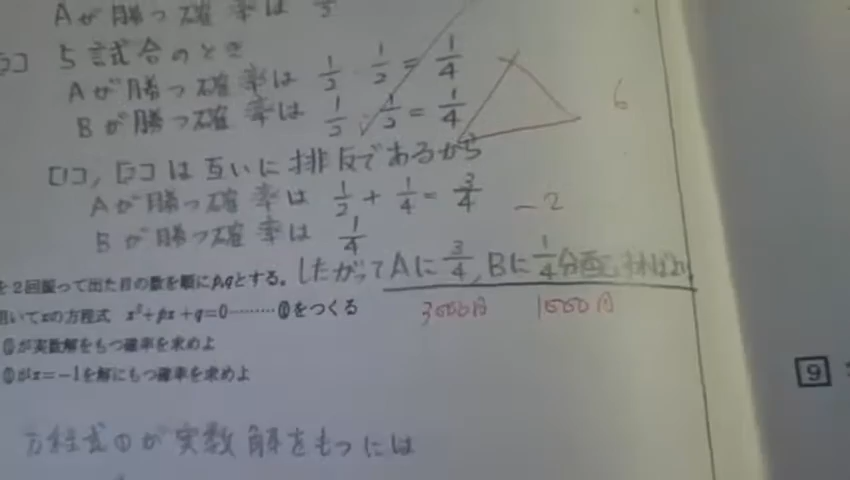 Aが勝つ確率は
[2] 5試合のとき
Aが勝つ確率は 1/2 · 1/2 = 1/4
Bが勝つ確率は 1/2 · 1/2 = 1/4
6
[1], [2]は互いに排反であるから
Aが勝つ確率は 1/2 + 1/4 = 3/4
-2
Bが勝つ確率は 1/4
したがって Aに 3/4, Bに 1/4 分配すればよい
3000円 1000円
を2回振って出た目の数を順にp,qとする。
用いてxの方程式 x²+px+q=0………①をつくる
①が実数解をもつ確率を求めよ
①がx=-1を解にもつ確率を求めよ
9
方程式①が実数解をもつには